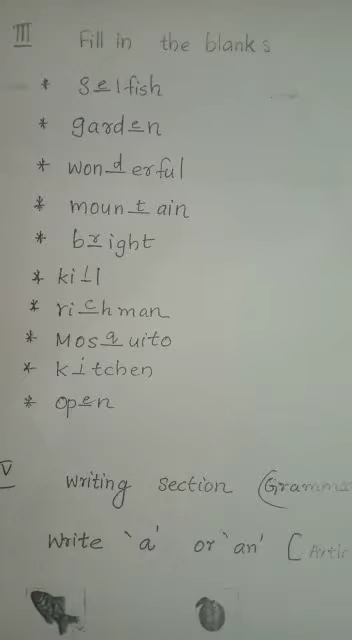 III Fill in the blanks
* selfish
* garden
* wonderful
* mountain
* bright
* kill
* richman
* Mosquito
* kitchen
* open
V Writing section (Gramma
Write 'a' or 'an' [Artic